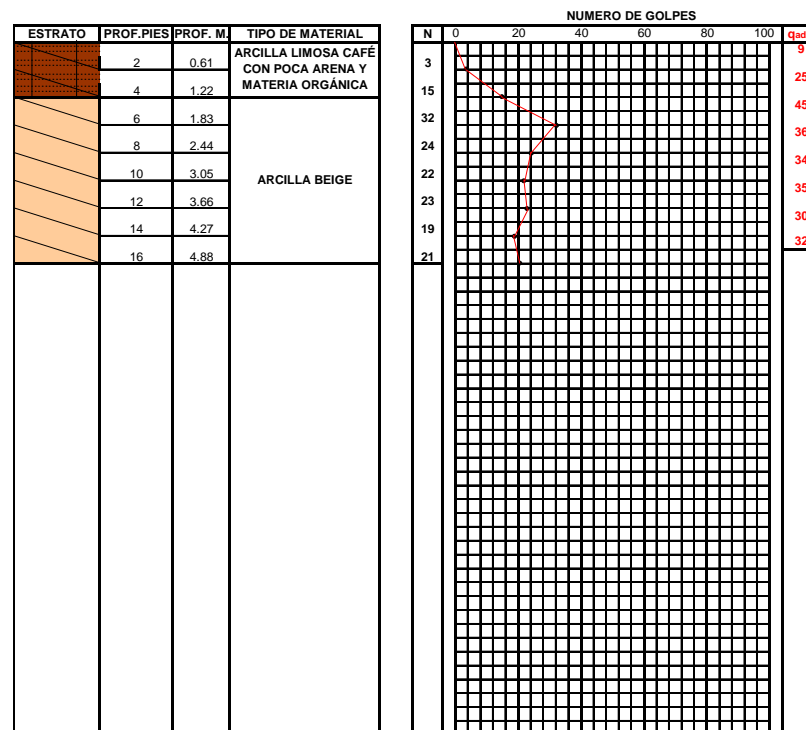 NUMERO DE GOLPES
ESTRATO PROF.PIES PROF. M. TIPO DE MATERIAL N 0 20 40 60 80 100 qad
ARCILLA LIMOSA CAFÉ
CON POCA ARENA Y
MATERIA ORGÁNICA
2 0.61 3 9
4 1.22 15 25
6 1.83 32 45
8 2.44 24 36
10 3.05 22 34
ARCILLA BEIGE
12 3.66 23 35
14 4.27 19 30
16 4.88 21 32